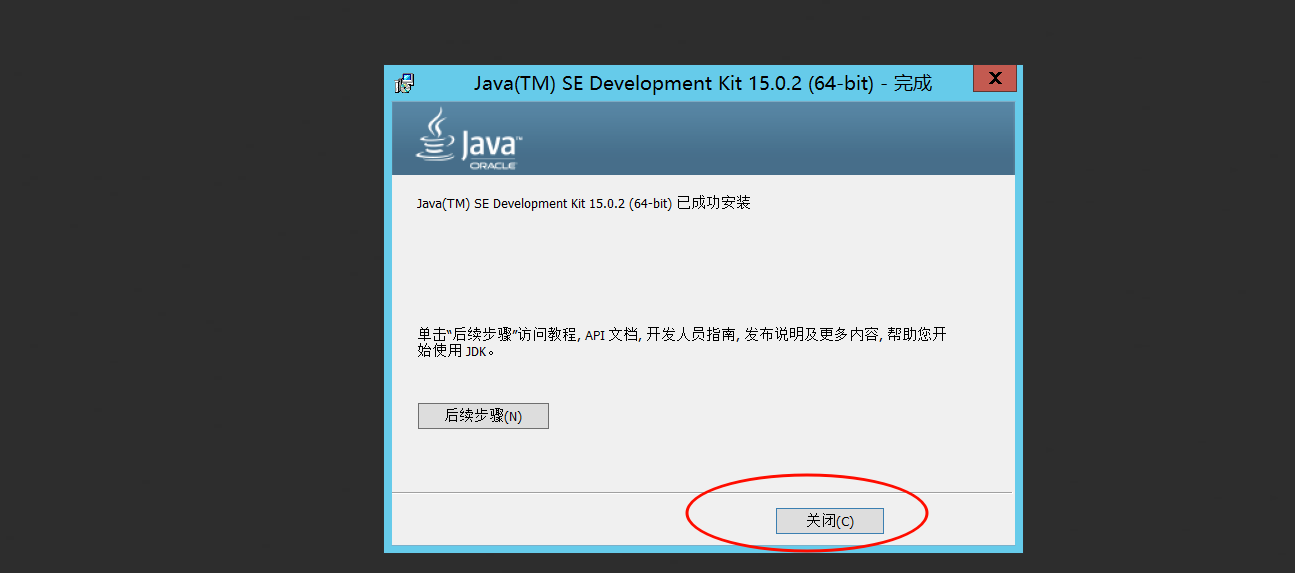 Java(TM) SE Development Kit 15.0.2 (64-bit) - 完成
X
Java™
ORACLE
Java(TM) SE Development Kit 15.0.2 (64-bit) 已成功安装
单击“后续步骤”访问教程, API 文档, 开发人员指南, 发布说明及更多内容, 帮助您开
始使用 JDK。
后续步骤(N)
关闭(C)